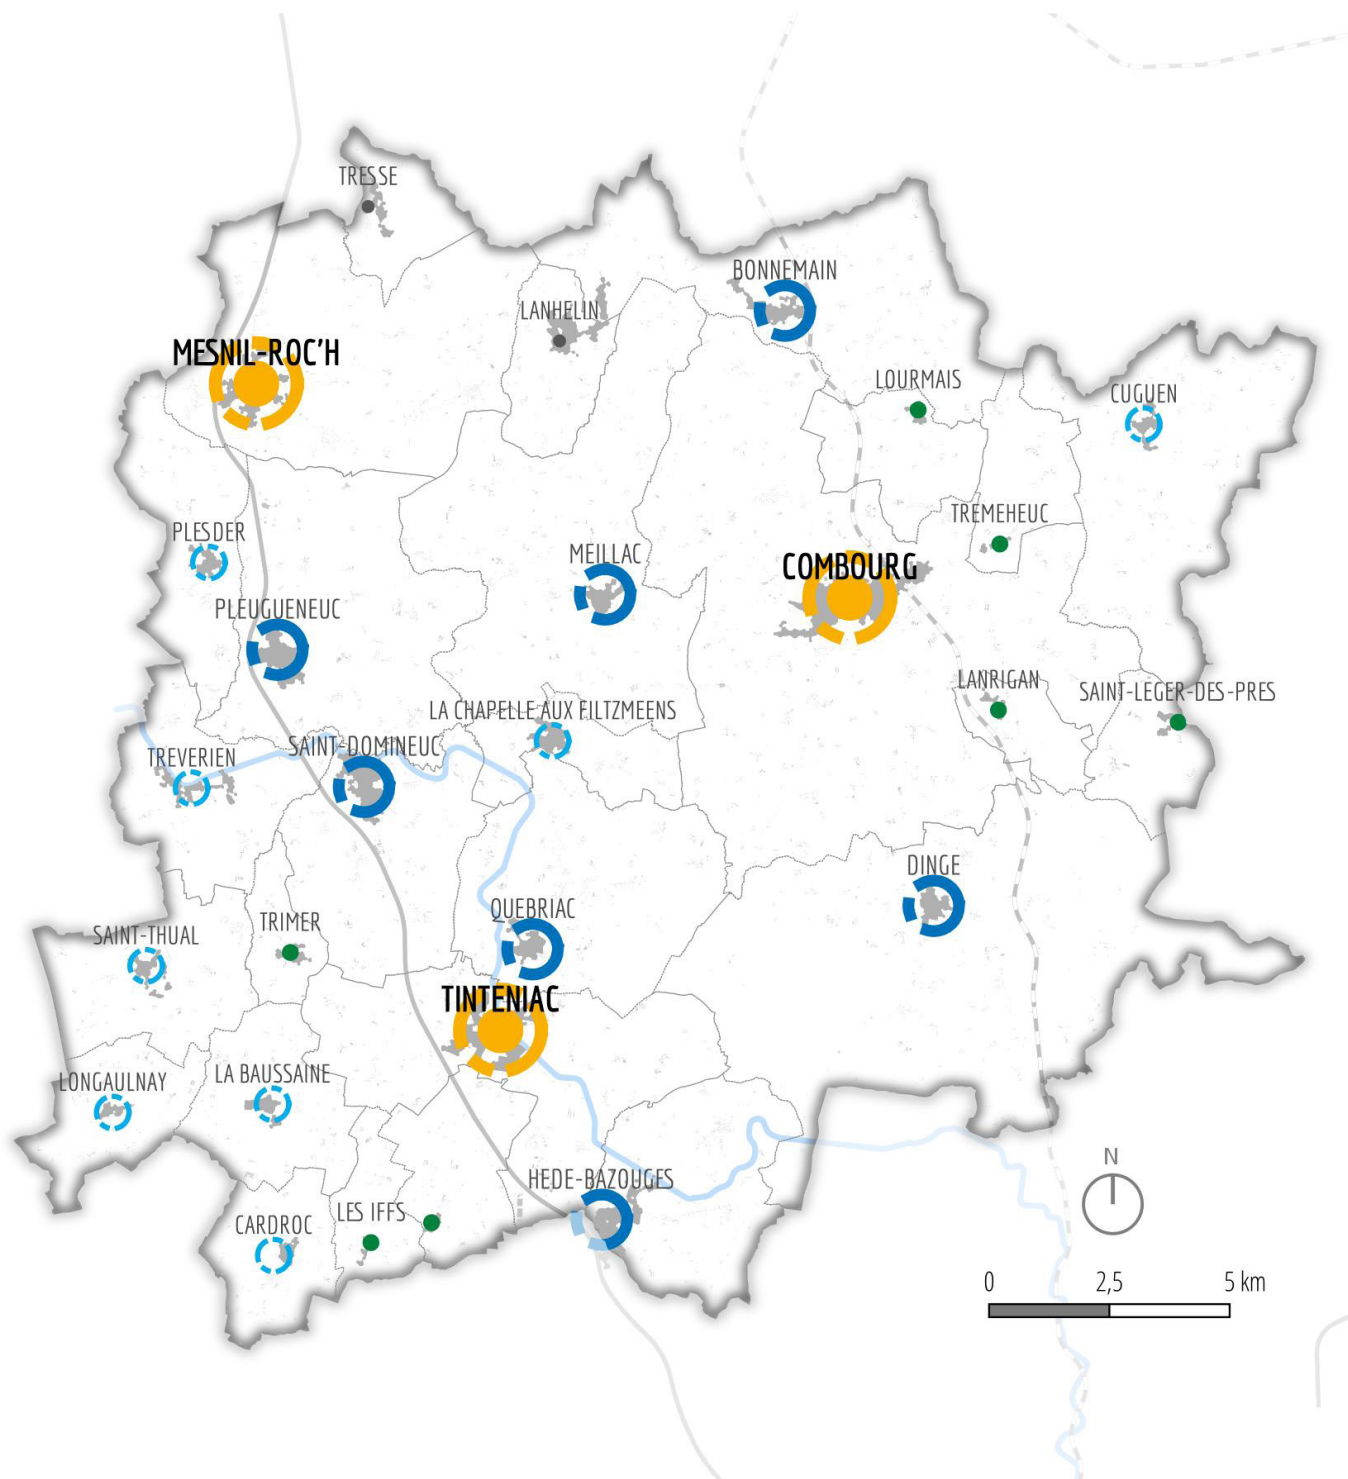 TRESSE
BONNEMAIN
LANHELIN
MESNIL-ROC'H
LOURMAIS
CUGUEN
TREMEHEUC
PLESDER
MEILLAC
COMBOURG
PLEUGUENEUC
LANRIGAN
SAINT-LEGER-DES-PRES
LA CHAPELLE AUX FILTZMEENS
SAINT-DOMINEUC
TREVERIEN
DINGE
QUEBRIAC
TRIMER
SAINT-THUAL
TINTENIAC
LONGAULNAY
LA BAUSSAINE
N
HEDE-BAZOUGES
LES IFFS
CARDROC
0 2,5 5 km